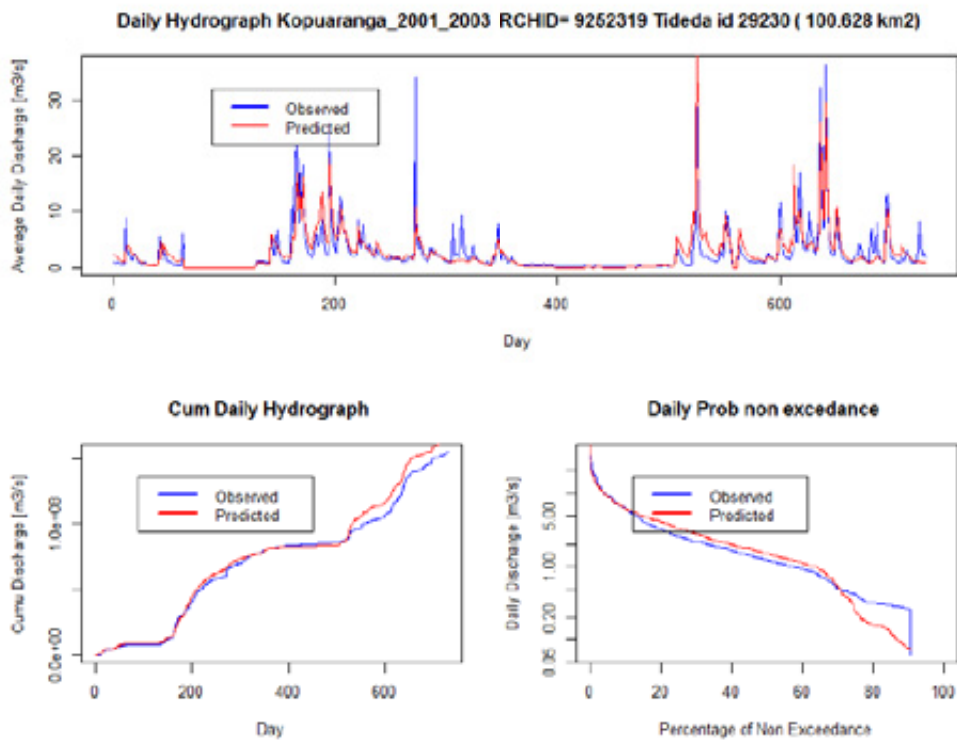 Daily Hydrograph Kopuaranga_2001_2003 RCHID= 9252319 Tideda id 29230 ( 100.628 km2)
Average Daily Discharge [m3/s]
30
20
10
0
Observed
Predicted
0 200 400 600
Day
Cum Daily Hydrograph
Cumu Discharge [m3/s]
1.0e+08
0.0e+00
Observed
Predicted
0 200 400 600
Day
Daily Prob non excedance
Daily Discharge [m3/s]
5.00
1.00
0.20
0.05
Observed
Predicted
0 20 40 60 80 100
Percentage of Non Exceedance